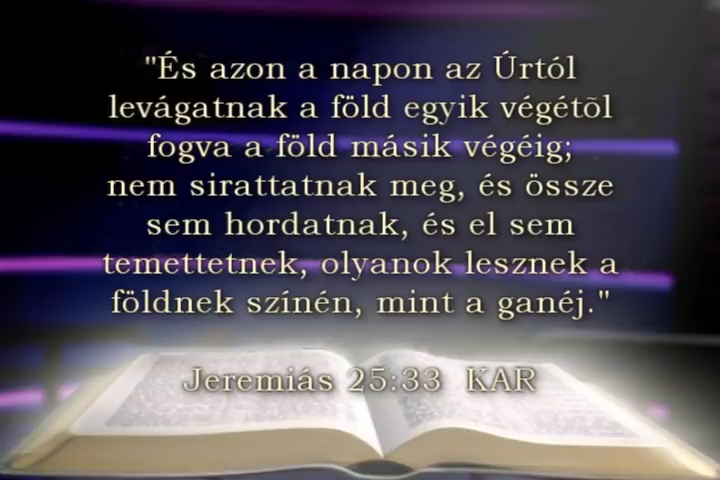 "És azon a napon az Úrtól
levágatnak a föld egyik végétõl
fogva a föld másik végéig;
nem sirattatnak meg, és össze
sem hordatnak, és el sem
temettetnek, olyanok lesznek a
földnek színén, mint a ganéj."
Jeremiás 25:33 KAR